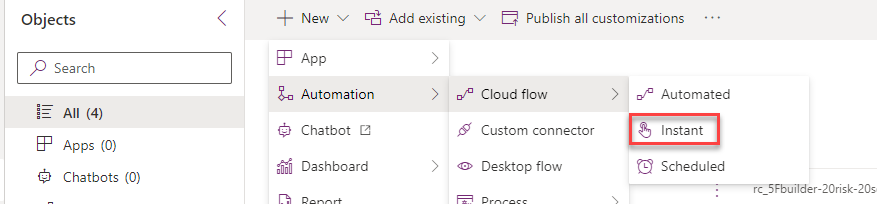 Objects
New
Add existing
Publish all customizations
Search
App
Automation
Cloud flow
Automated
All (4)
Chatbot
Custom connector
Instant
Apps (0)
Dashboard
Desktop flow
Scheduled
Chatbots (0)
Report
Process
rc_5Fbuilder-20risk-20s